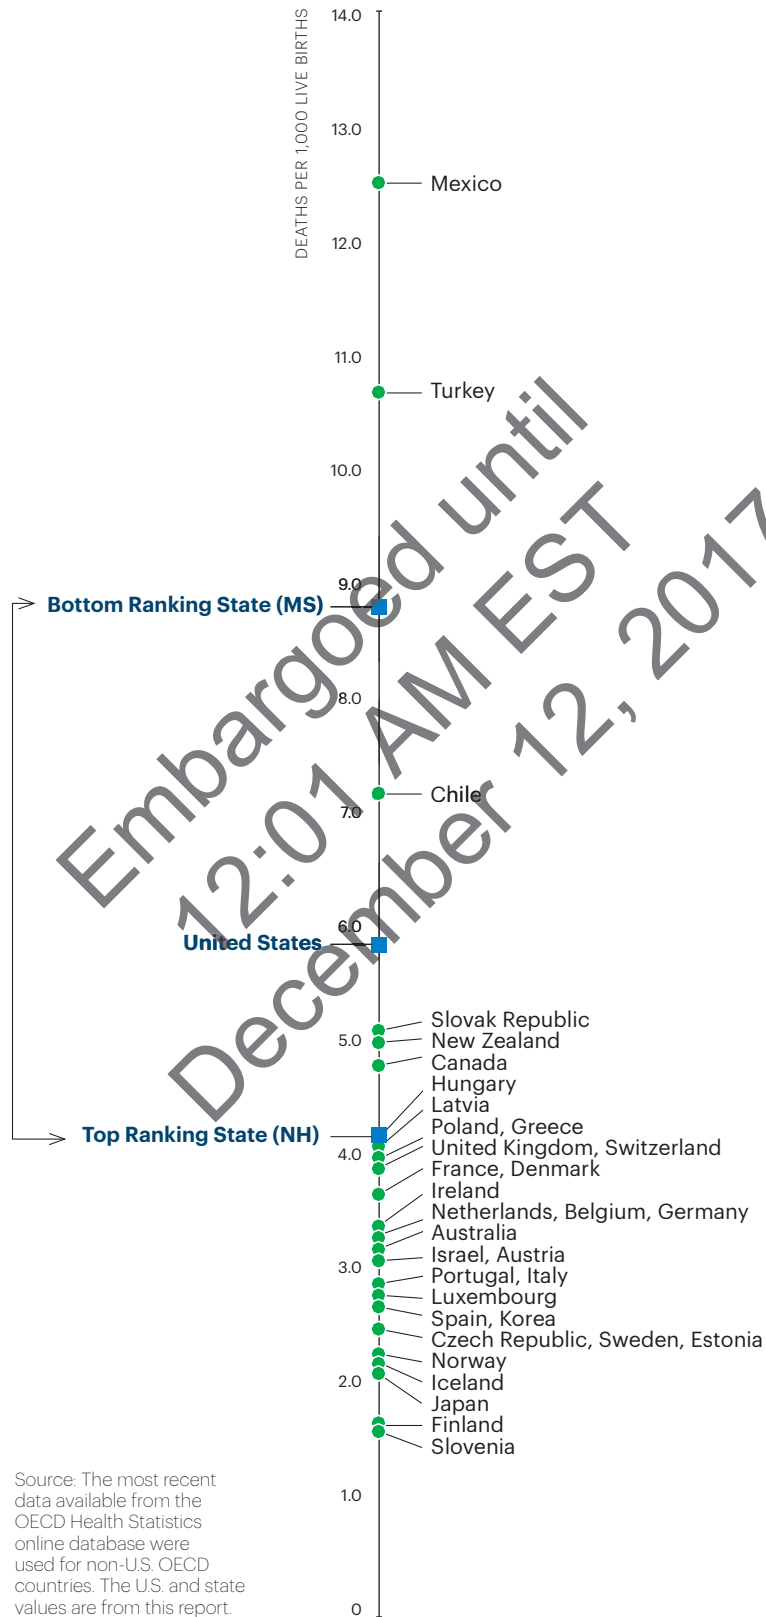 DEATHS PER 1,000 LIVE BIRTHS
14.0
13.0
Mexico
12.0
11.0
Turkey
10.0
9.0
Bottom Ranking State (MS)
8.0
Chile
7.0
6.0
United States
Slovak Republic
5.0
New Zealand
Canada
Hungary
Latvia
Poland, Greece
Top Ranking State (NH)
United Kingdom, Switzerland
4.0
France, Denmark
Ireland
Netherlands, Belgium, Germany
Australia
Israel, Austria
3.0
Portugal, Italy
Luxembourg
Spain, Korea
Czech Republic, Sweden, Estonia
Norway
2.0
Iceland
Japan
Finland
Slovenia
1.0
0
Source: The most recent
data available from the
OECD Health Statistics
online database were
used for non-U.S. OECD
countries. The U.S. and state
values are from this report.
Embargoed until
12:01 AM EST
December 12, 2017